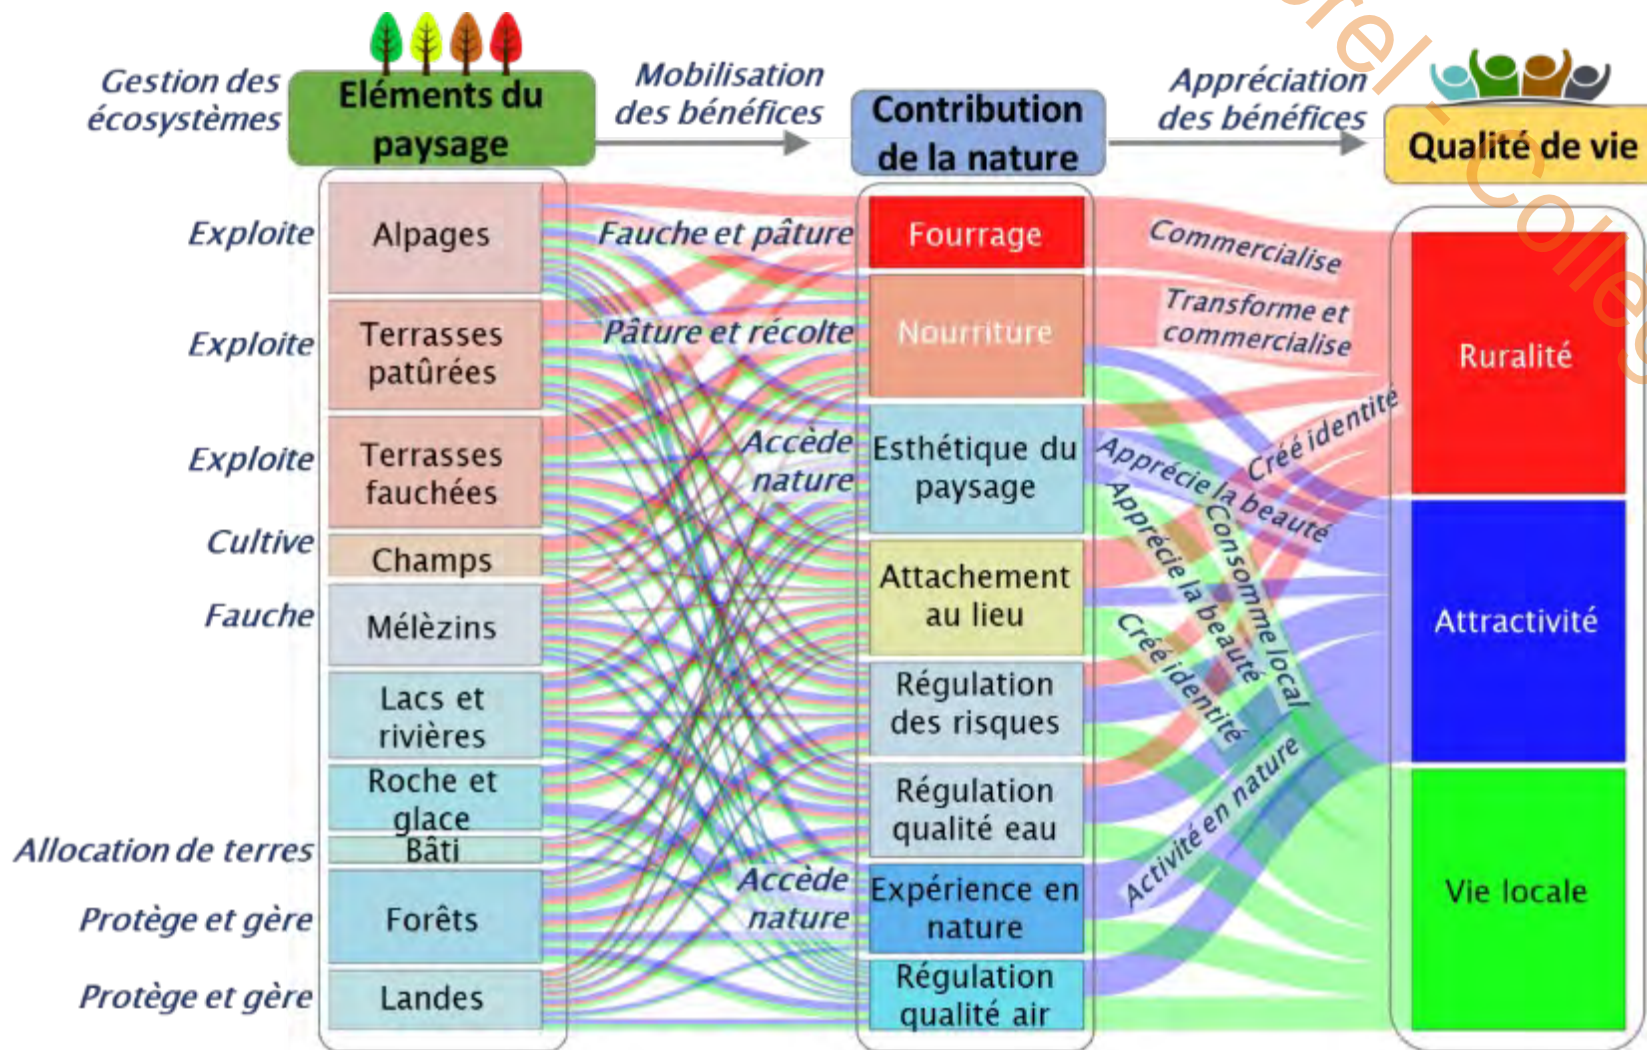 Gestion des
écosystèmes
Eléments du
paysage
Mobilisation
des bénéfices
Contribution
de la nature
Appréciation
des bénéfices
Qualité de vie
Exploite
Exploite
Exploite
Cultive
Fauche
Allocation de terres
Protège et gère
Protège et gère
Alpages
Terrasses
patûrées
Terrasses
fauchées
Champs
Mélèzins
Lacs et
rivières
Roche et
glace
Bâti
Forêts
Landes
Fauche et pâture
Pâture et récolte
Accède
nature
Accède
nature
Fourrage
Nourriture
Esthétique du
paysage
Attachement
au lieu
Régulation
des risques
Régulation
qualité eau
Expérience en
nature
Régulation
qualité air
Commercialise
Transforme et
commercialise
Créé identité
Apprécie la beauté
Consomme local
Apprécie la beauté
Créé identité
Activité en nature
Ruralité
Attractivité
Vie locale
orel - Colleg